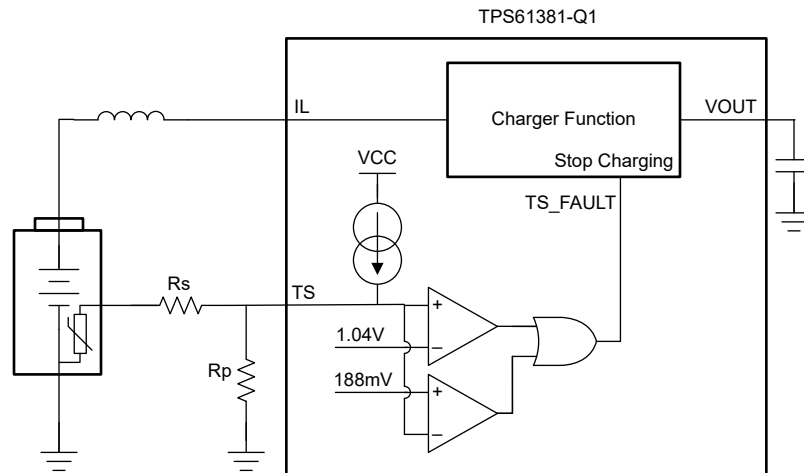 TPS61381-Q1
IL
Charger Function
VOUT
Stop Charging
VCC
TS_FAULT
Rs
TS
+
1.04V
−
Rp
188mV
+
−